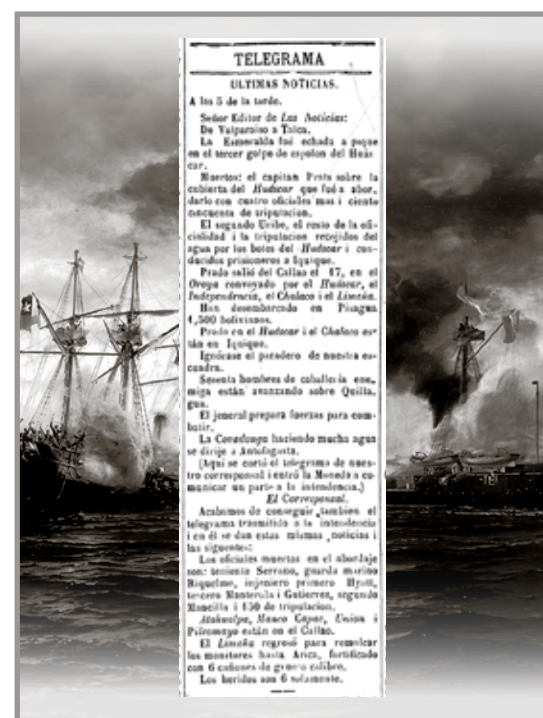 TELEGRAMA
ULTIMAS NOTICIAS.
A las 5 de la tarde.
Señor Editor de Las Noticias:
De Valparaiso a Talca.
La Esmeralda fué echada a pique
en el tercer golpe de espolon del Huás
car.
Muertos: el capitan Prats sobre la
cubierta del Huáscar que fué a abor,
darlo con cuatro oficiales mas i ciento
cincuenta de tripulacion.
El segundo Uribe, el resto de la ofi-
cialidad i la tripulacion recojidos del
agua por los botes del Huáscar i con-
ducidos prisioneros a Iquique.
Prado salió del Callao el 17, en el
Oroya convoyado por el Huáscar, el
Independencia, el Chalaco i el Limeña.
Han desembarcado en Pisagua
4,500 bolivianos.
Prado en el Huáscar i el Chalaco es-
tán en Iquique.
Ignórase el paradero de nuestra es-
cuadra.
Sesenta hombres de caballería ene,
miga están avanzando sobre Quilla,
gua.
El jeneral prepara fuerzas para com-
batir.
La Covadonga haciendo mucha agua
se dirije a Antofagasta.
(Aquí se cortó el telegrama de nues-
tro corresponsal i entró la Moneda a co-
municar un parte a la intendencia.)
El Corresponsal.
Acabamos de conseguir tambien el
telegrama trasmitido a la intendencia
i en él se dan estas mismas noticias i
las siguentes:
Los oficiales muertos en el abordaje
son: teniente Serrano, guarda marino
Riquelme, injeniero primero Hyatt,
tercero Manterola i Gutierrez, segundo
Mancilla i 150 de tripulacion.
Atahualpa, Manco Capac, Union i
Pilcomayo están en el Callao.
El Limeña regresó para remolcar
los monitores hasta Arica, fortificado
con 6 cañones de grueso calibre.
Los heridos son 6 solamente.